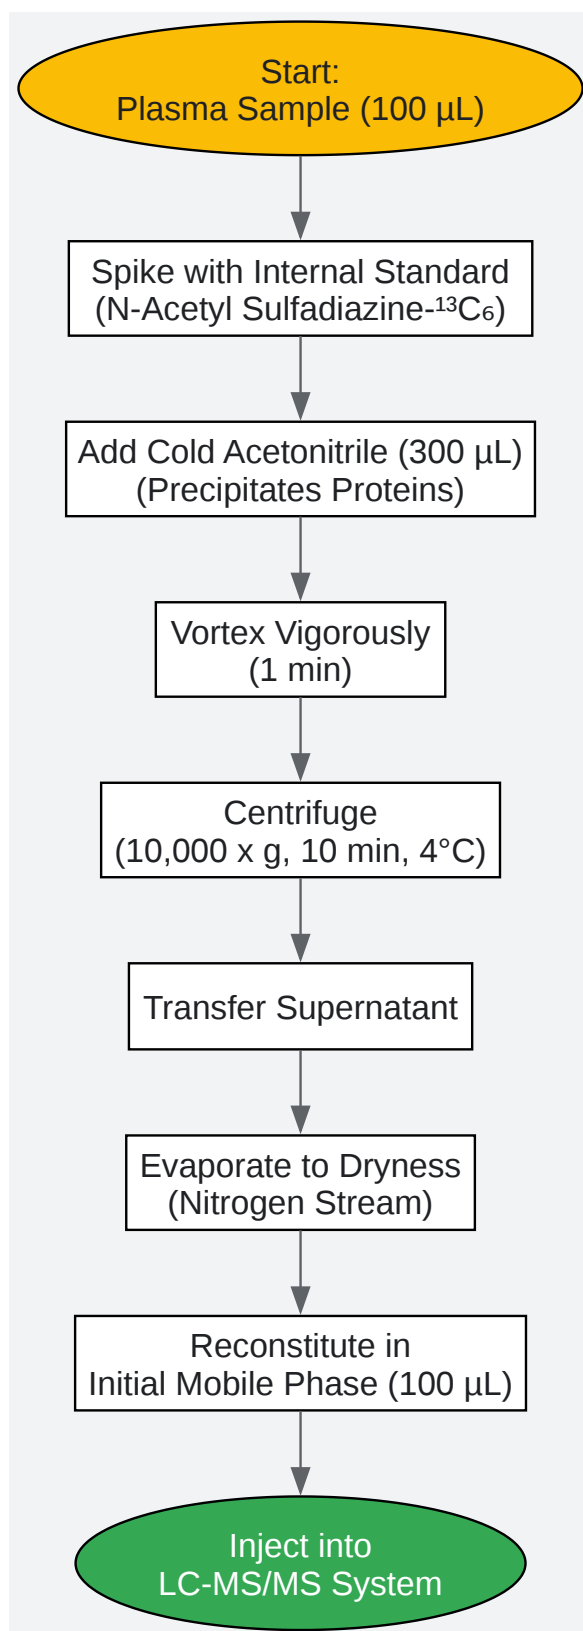 Start:
Plasma Sample (100 µL)
Spike with Internal Standard
(N-Acetyl Sulfadiazine-¹³C₆)
Add Cold Acetonitrile (300 µL)
(Precipitates Proteins)
Vortex Vigorously
(1 min)
Centrifuge
(10,000 x g, 10 min, 4°C)
Transfer Supernatant
Evaporate to Dryness
(Nitrogen Stream)
Reconstitute in
Initial Mobile Phase (100 µL)
Inject into
LC-MS/MS System